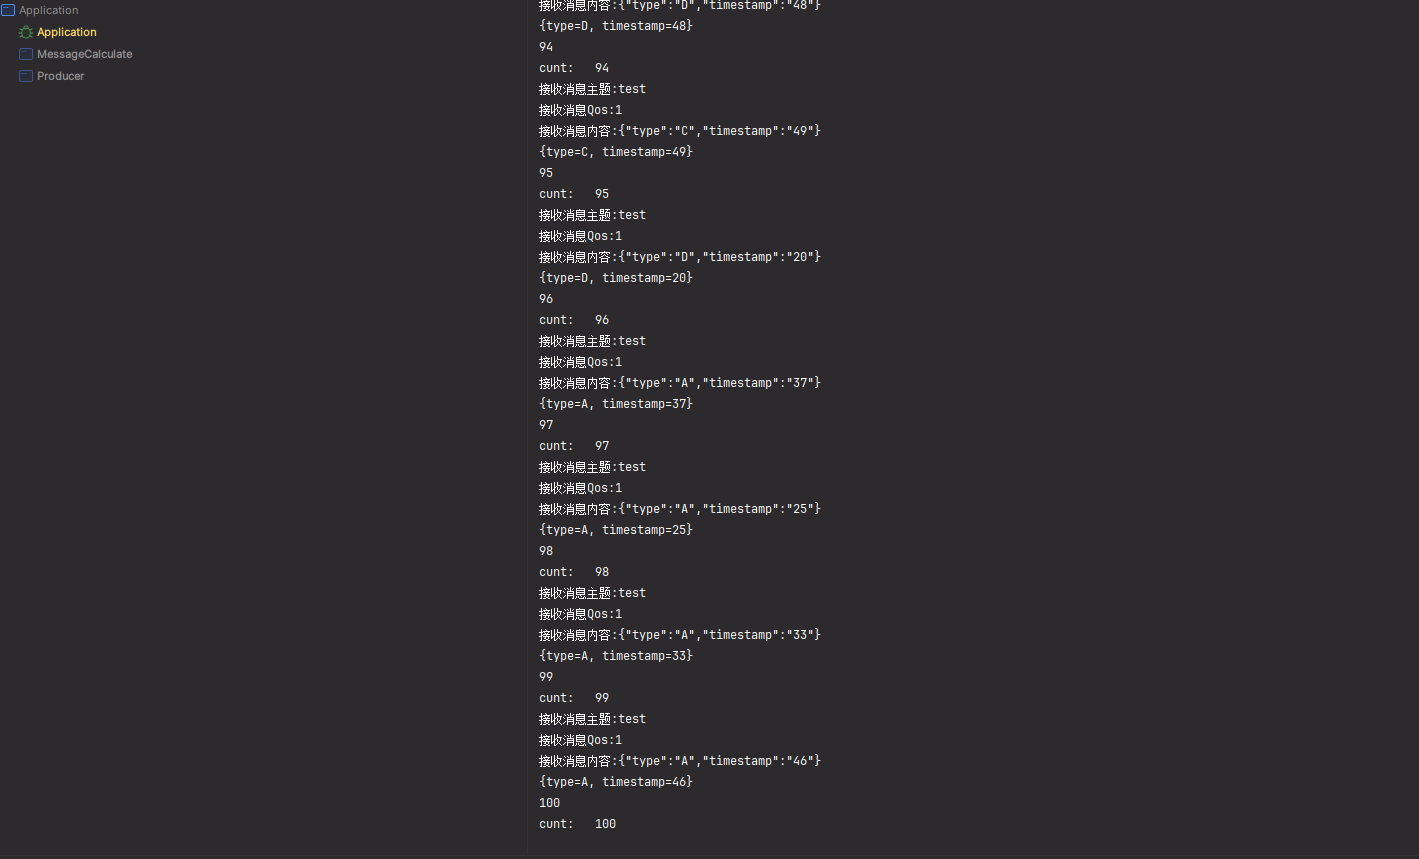 Application
Application
MessageCalculate
Producer
接收消息内容:{"type":"D","timestamp":"48"}
{type=D, timestamp=48}
94
cunt:   94
接收消息主题:test
接收消息Qos:1
接收消息内容:{"type":"C","timestamp":"49"}
{type=C, timestamp=49}
95
cunt:   95
接收消息主题:test
接收消息Qos:1
接收消息内容:{"type":"D","timestamp":"20"}
{type=D, timestamp=20}
96
cunt:   96
接收消息主题:test
接收消息Qos:1
接收消息内容:{"type":"A","timestamp":"37"}
{type=A, timestamp=37}
97
cunt:   97
接收消息主题:test
接收消息Qos:1
接收消息内容:{"type":"A","timestamp":"25"}
{type=A, timestamp=25}
98
cunt:   98
接收消息主题:test
接收消息Qos:1
接收消息内容:{"type":"A","timestamp":"33"}
{type=A, timestamp=33}
99
cunt:   99
接收消息主题:test
接收消息Qos:1
接收消息内容:{"type":"A","timestamp":"46"}
{type=A, timestamp=46}
100
cunt:   100